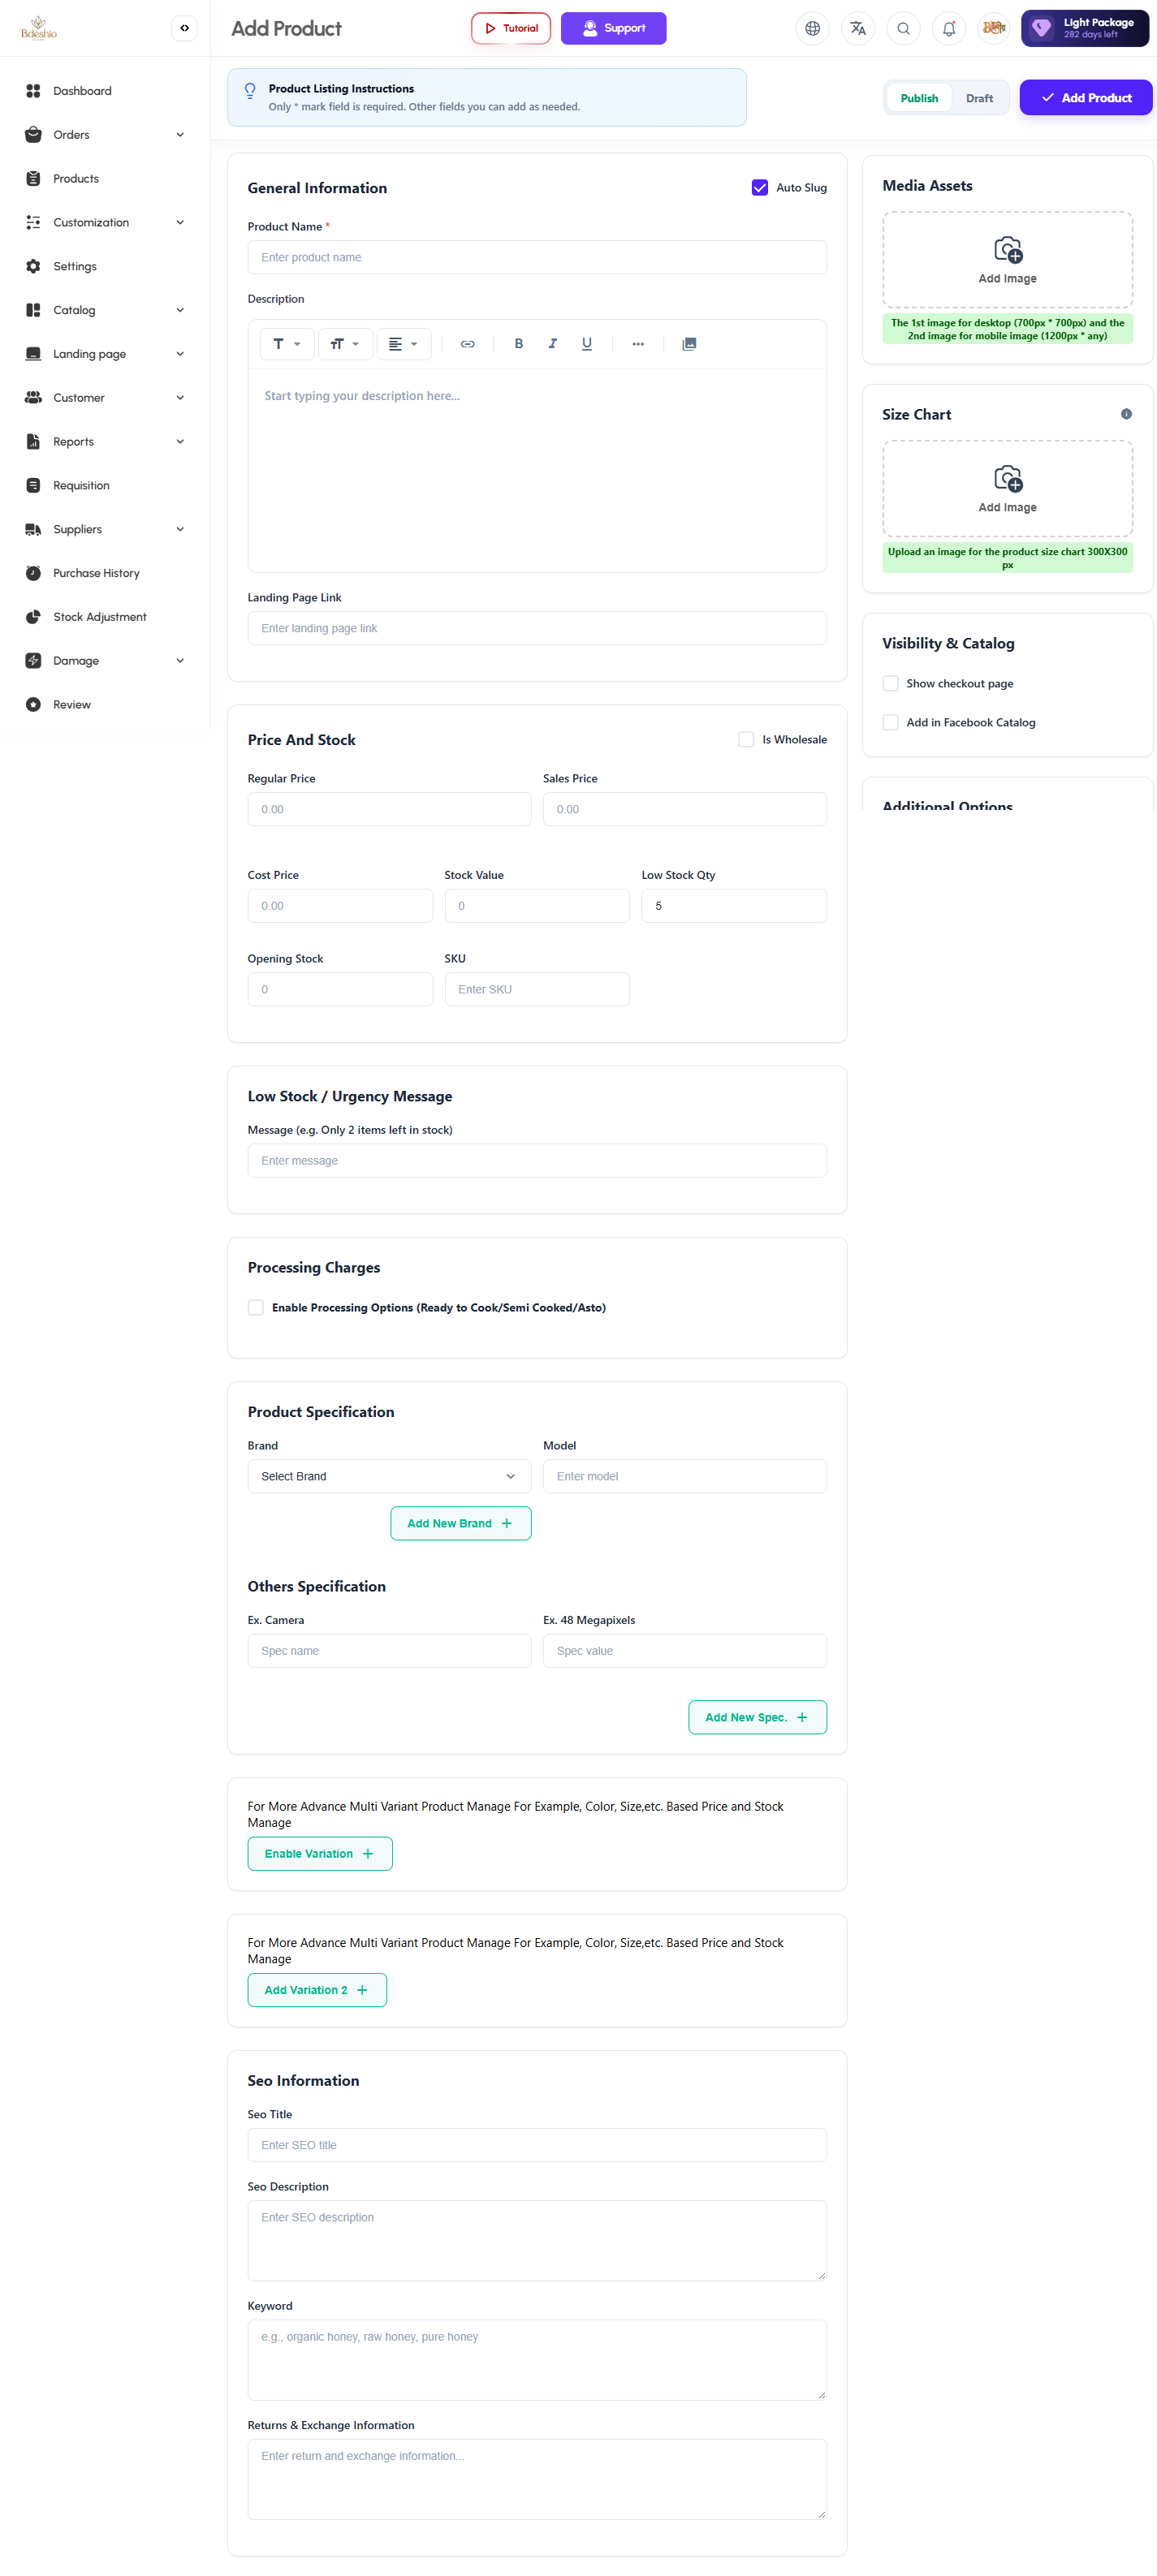 Bdeshio
Add Product
Tutorial
Support
Light Package
282 days left
Dashboard
Orders
Products
Customization
Settings
Catalog
Landing page
Customer
Reports
Requisition
Suppliers
Purchase History
Stock Adjustment
Damage
Review
Product Listing Instructions
Only * mark field is required. Other fields you can add as needed.
Publish
Draft
Add Product
General Information
Auto Slug
Product Name *
Enter product name
Description
T
TT
B
I
U
Start typing your description here...
Landing Page Link
Enter landing page link
Price And Stock
Is Wholesale
Regular Price
Sales Price
0.00
0.00
Cost Price
Stock Value
Low Stock Qty
0.00
0
5
Opening Stock
SKU
0
Enter SKU
Low Stock / Urgency Message
Message (e.g. Only 2 items left in stock)
Enter message
Processing Charges
Enable Processing Options (Ready to Cook/Semi Cooked/Asto)
Product Specification
Brand
Model
Select Brand
Enter model
Add New Brand +
Others Specification
Ex. Camera
Ex. 48 Megapixels
Spec name
Spec value
Add New Spec. +
For More Advance Multi Variant Product Manage For Example, Color, Size,etc. Based Price and Stock
Manage
Enable Variation +
For More Advance Multi Variant Product Manage For Example, Color, Size,etc. Based Price and Stock
Manage
Add Variation 2 +
Seo Information
Seo Title
Enter SEO title
Seo Description
Enter SEO description
Keyword
e.g., organic honey, raw honey, pure honey
Returns & Exchange Information
Enter return and exchange information...
Media Assets
Add Image
The 1st image for desktop (700px * 700px) and the
2nd image for mobile image (1200px * any)
Size Chart
Add Image
Upload an image for the product size chart 300X300
px
Visibility & Catalog
Show checkout page
Add in Facebook Catalog
Additional Options